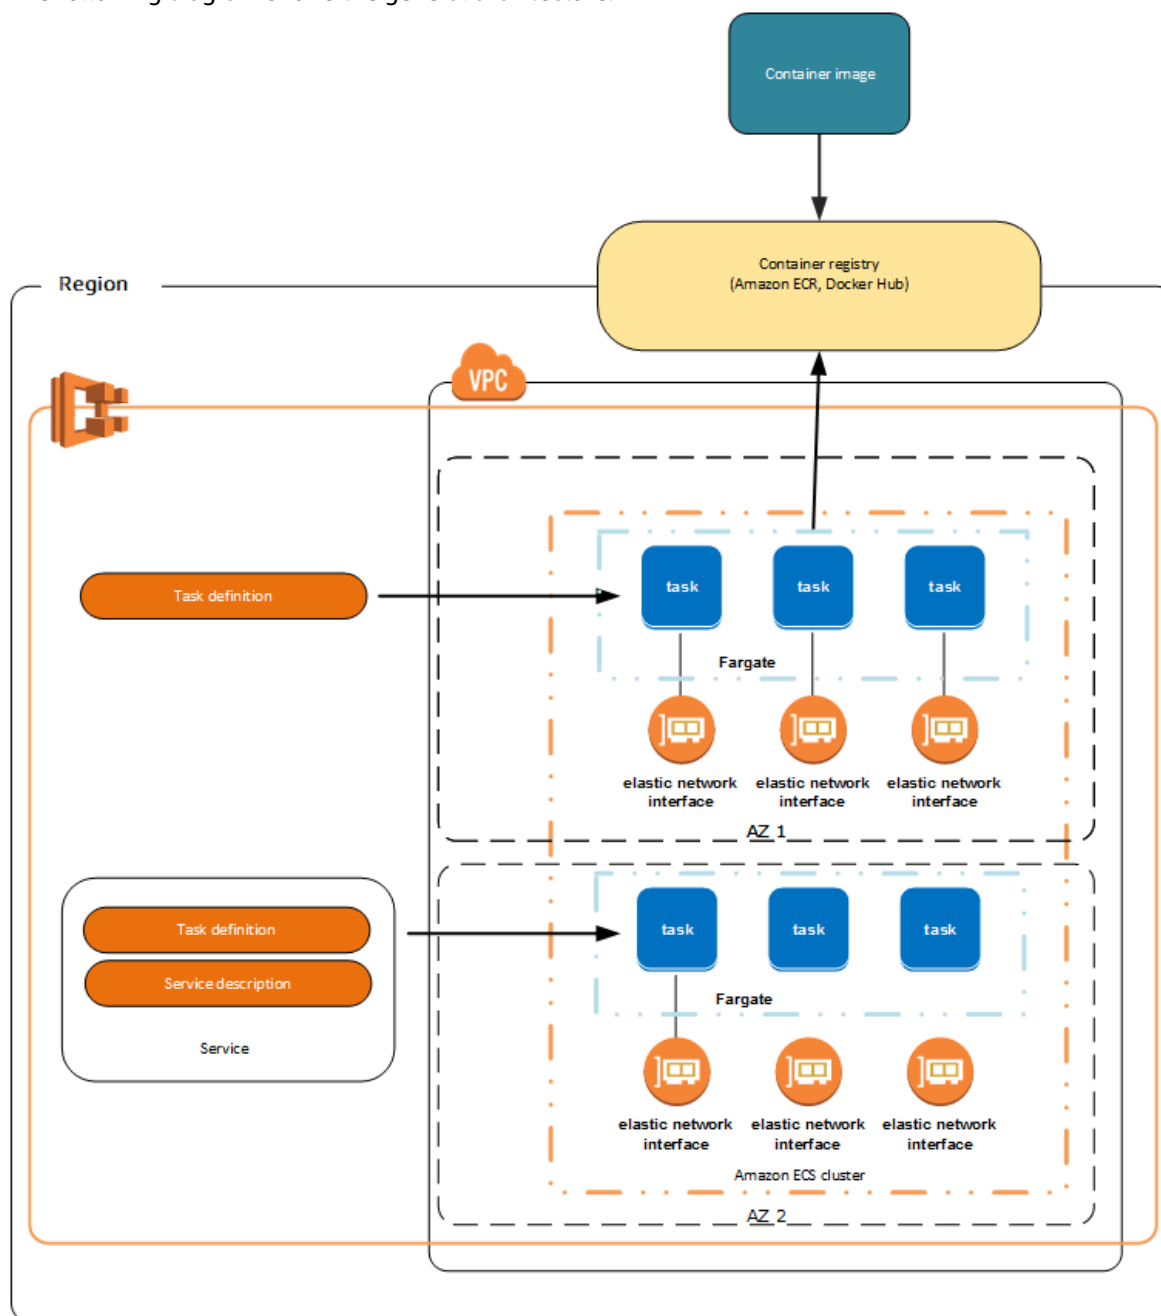 Container image
Container registry
(Amazon ECR, Docker Hub)
Region
VPC
task
task
task
Task definition
Fargate
elastic network
interface
elastic network
interface
elastic network
interface
AZ 1
task
task
task
Task definition
Service description
Fargate
Service
elastic network
interface
elastic network
interface
elastic network
interface
Amazon ECS cluster
AZ 2